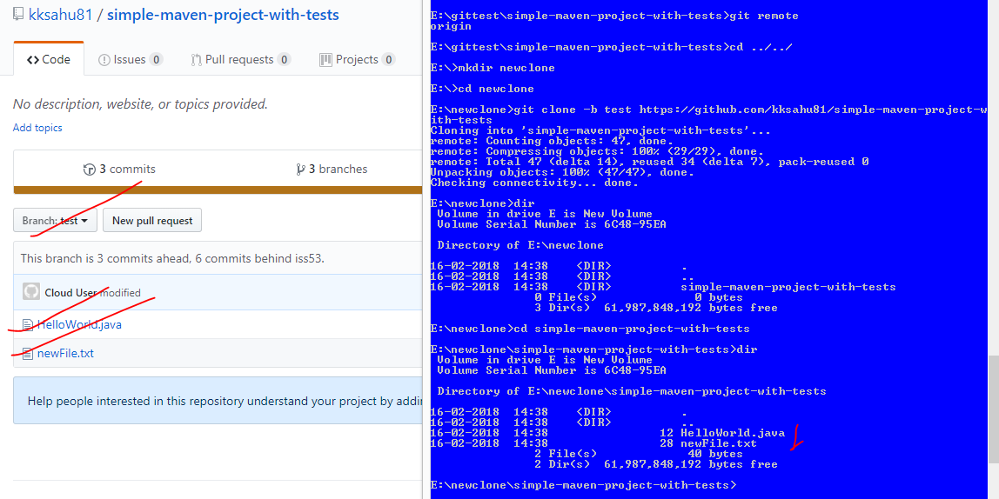 kksahu81 / simple-maven-project-with-tests
Code Issues 0 Pull requests 0 Projects 0
No description, website, or topics provided.
Add topics
3 commits 3 branches
Branch: test New pull request
This branch is 3 commits ahead, 6 commits behind iss53.
Cloud User modified
HelloWorld.java
newFile.txt
Help people interested in this repository understand your project by addin
E:\gittest\simple-maven-project-with-tests>git remote
origin
E:\gittest\simple-maven-project-with-tests>cd ../../
E:\>mkdir newclone
E:\>cd newclone
E:\newclone>git clone -b test https://github.com/kksahu81/simple-maven-project-w
ith-tests
Cloning into 'simple-maven-project-with-tests'...
remote: Counting objects: 47, done.
remote: Compressing objects: 100% (29/29), done.
remote: Total 47 (delta 14), reused 34 (delta 7), pack-reused 0
Unpacking objects: 100% (47/47), done.
Checking connectivity... done.
E:\newclone>dir
Volume in drive E is New Volume
Volume Serial Number is 6C48-95EA
Directory of E:\newclone
16-02-2018 14:38 <DIR> .
16-02-2018 14:38 <DIR> ..
16-02-2018 14:38 <DIR> simple-maven-project-with-tests
0 File(s) 0 bytes
3 Dir(s) 61,987,848,192 bytes free
E:\newclone>cd simple-maven-project-with-tests
E:\newclone\simple-maven-project-with-tests>dir
Volume in drive E is New Volume
Volume Serial Number is 6C48-95EA
Directory of E:\newclone\simple-maven-project-with-tests
16-02-2018 14:38 <DIR> .
16-02-2018 14:38 <DIR> ..
16-02-2018 14:38 12 HelloWorld.java
16-02-2018 14:38 28 newFile.txt
2 File(s) 40 bytes
2 Dir(s) 61,987,848,192 bytes free
E:\newclone\simple-maven-project-with-tests>